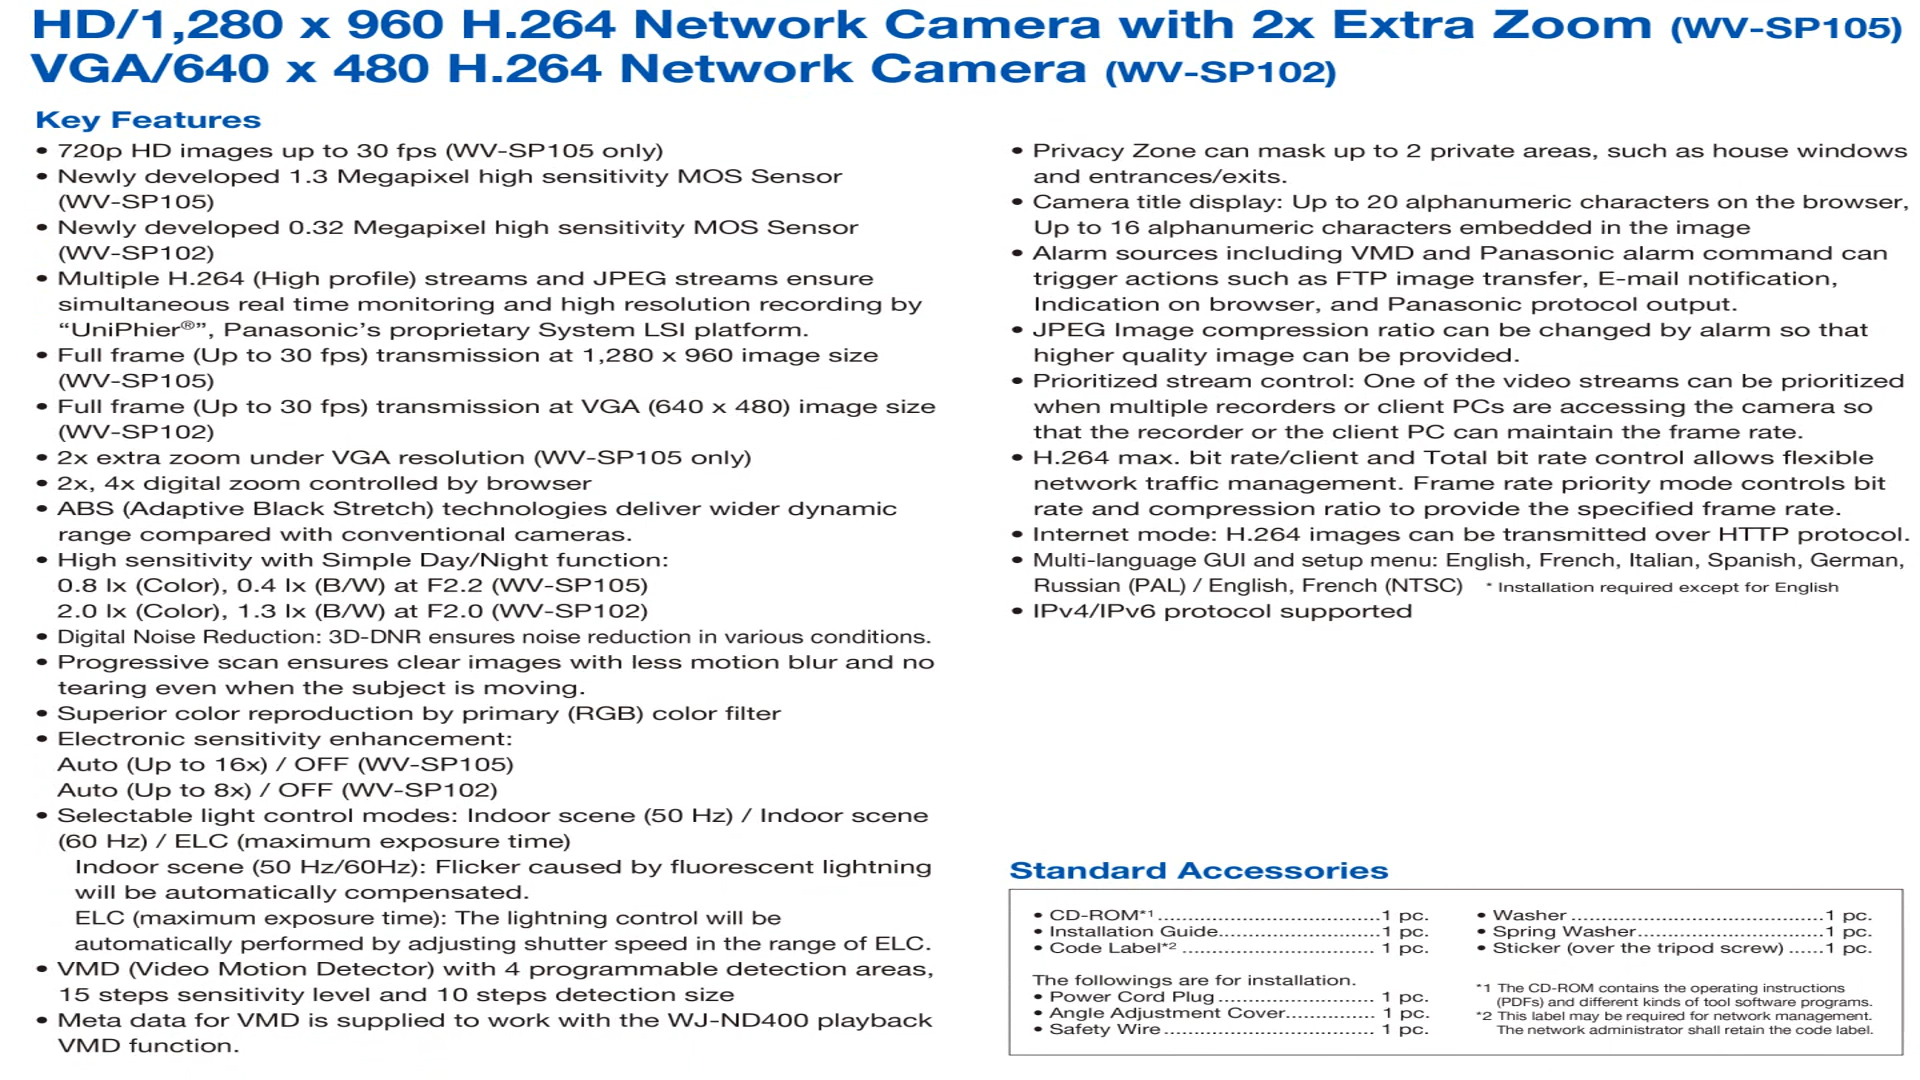 HD/1,280 x 960 H.264 Network Camera with 2x Extra Zoom (WV-SP105)
VGA/640 x 480 H.264 Network Camera (WV-SP102)
Key Features
• 720p HD images up to 30 fps (WV-SP105 only)
• Newly developed 1.3 Megapixel high sensitivity MOS Sensor
(WV-SP105)
• Newly developed 0.32 Megapixel high sensitivity MOS Sensor
(WV-SP102)
• Multiple H.264 (High profile) streams and JPEG streams ensure
simultaneous real time monitoring and high resolution recording by
“UniPhier®”, Panasonic’s proprietary System LSI platform.
• Full frame (Up to 30 fps) transmission at 1,280 x 960 image size
(WV-SP105)
• Full frame (Up to 30 fps) transmission at VGA (640 x 480) image size
(WV-SP102)
• 2x extra zoom under VGA resolution (WV-SP105 only)
• 2x, 4x digital zoom controlled by browser
• ABS (Adaptive Black Stretch) technologies deliver wider dynamic
range compared with conventional cameras.
• High sensitivity with Simple Day/Night function:
0.8 lx (Color), 0.4 lx (B/W) at F2.2 (WV-SP105)
2.0 lx (Color), 1.3 lx (B/W) at F2.0 (WV-SP102)
• Digital Noise Reduction: 3D-DNR ensures noise reduction in various conditions.
• Progressive scan ensures clear images with less motion blur and no
tearing even when the subject is moving.
• Superior color reproduction by primary (RGB) color filter
• Electronic sensitivity enhancement:
Auto (Up to 16x) / OFF (WV-SP105)
Auto (Up to 8x) / OFF (WV-SP102)
• Selectable light control modes: Indoor scene (50 Hz) / Indoor scene
(60 Hz) / ELC (maximum exposure time)
Indoor scene (50 Hz/60Hz): Flicker caused by fluorescent lightning
will be automatically compensated.
ELC (maximum exposure time): The lightning control will be
automatically performed by adjusting shutter speed in the range of ELC.
• VMD (Video Motion Detector) with 4 programmable detection areas,
15 steps sensitivity level and 10 steps detection size
• Meta data for VMD is supplied to work with the WJ-ND400 playback
VMD function.
• Privacy Zone can mask up to 2 private areas, such as house windows
and entrances/exits.
• Camera title display: Up to 20 alphanumeric characters on the browser,
Up to 16 alphanumeric characters embedded in the image
• Alarm sources including VMD and Panasonic alarm command can
trigger actions such as FTP image transfer, E-mail notification,
Indication on browser, and Panasonic protocol output.
• JPEG Image compression ratio can be changed by alarm so that
higher quality image can be provided.
• Prioritized stream control: One of the video streams can be prioritized
when multiple recorders or client PCs are accessing the camera so
that the recorder or the client PC can maintain the frame rate.
• H.264 max. bit rate/client and Total bit rate control allows flexible
network traffic management. Frame rate priority mode controls bit
rate and compression ratio to provide the specified frame rate.
• Internet mode: H.264 images can be transmitted over HTTP protocol.
• Multi-language GUI and setup menu: English, French, Italian, Spanish, German,
Russian (PAL) / English, French (NTSC) * Installation required except for English
• IPv4/IPv6 protocol supported
Standard Accessories
• CD-ROM*1....................................1 pc.
• Installation Guide..........................1 pc.
• Code Label*2 ............................... 1 pc.
The followings are for installation.
• Power Cord Plug......................... 1 pc.
• Angle Adjustment Cover............... 1 pc.
• Safety Wire.................................. 1 pc.
• Washer .........................................1 pc.
• Spring Washer..............................1 pc.
• Sticker (over the tripod screw) ......1 pc.
*1 The CD-ROM contains the operating instructions
(PDFs) and different kinds of tool software programs.
*2 This label may be required for network management.
The network administrator shall retain the code label.